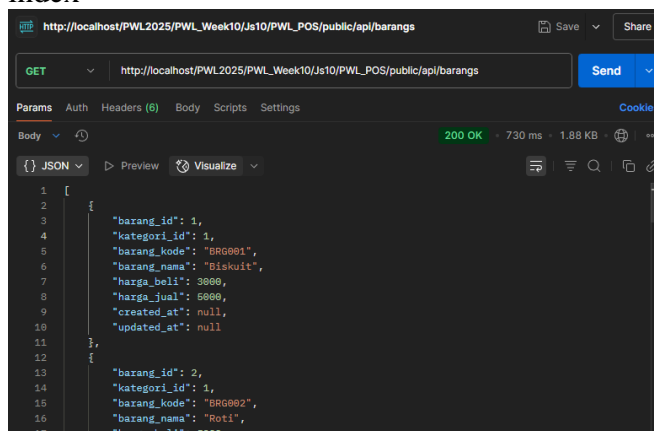 index
HTTP http://localhost/PWL2025/PWL_Week10/Js10/PWL_POS/public/api/barangs Save Share
GET http://localhost/PWL2025/PWL_Week10/Js10/PWL_POS/public/api/barangs Send
Params Auth Headers (6) Body Scripts Settings Cookie
Body 200 OK • 730 ms • 1.88 KB
{} JSON Preview Visualize
1 [
2 {
3 "barang_id": 1,
4 "kategori_id": 1,
5 "barang_kode": "BRG001",
6 "barang_nama": "Biskuit",
7 "harga_beli": 3000,
8 "harga_jual": 5000,
9 "created_at": null,
10 "updated_at": null
11 },
12 {
13 "barang_id": 2,
14 "kategori_id": 1,
15 "barang_kode": "BRG002",
16 "barang_nama": "Roti",